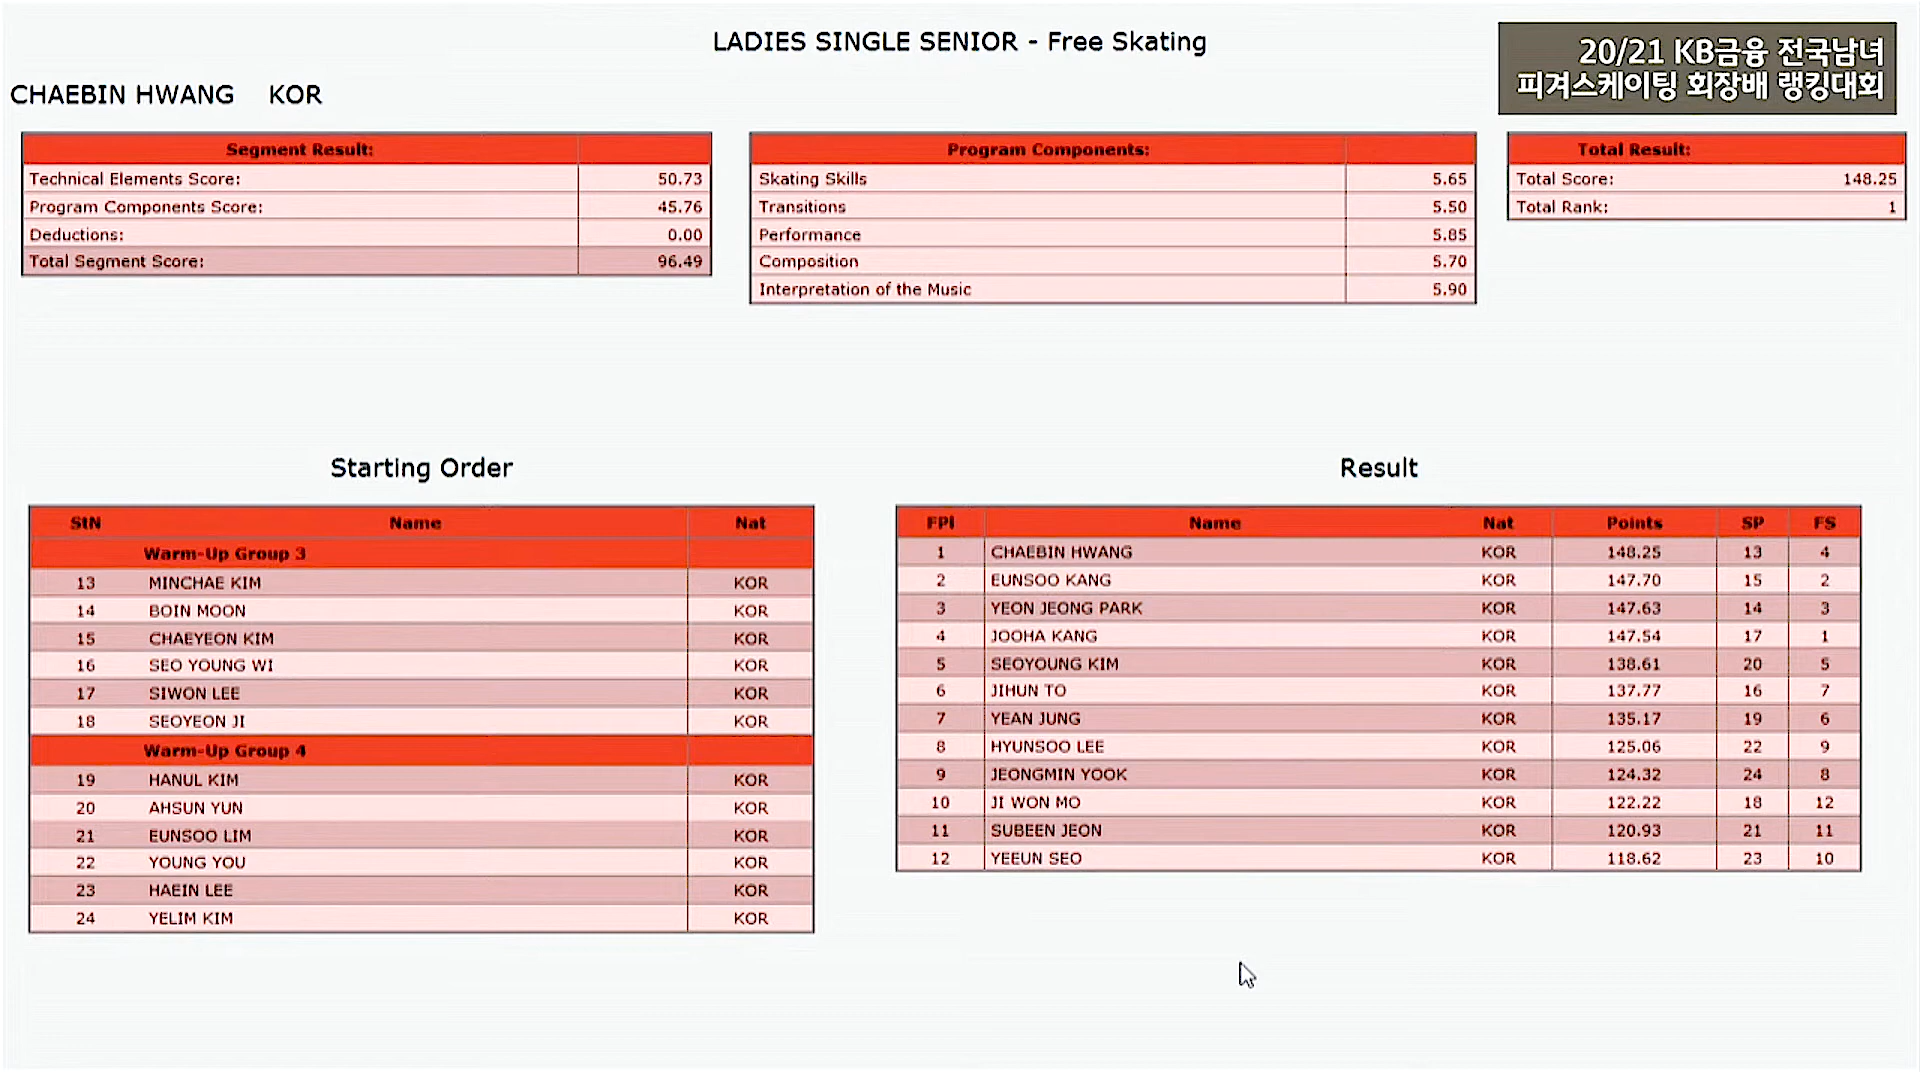 LADIES SINGLE SENIOR - Free Skating
20/21 KB금융 전국남녀
피겨스케이팅 회장배 랭킹대회
CHAEBIN HWANG KOR
Segment Result:
Technical Elements Score: 50.73
Program Components Score: 45.76
Deductions: 0.00
Total Segment Score: 96.49
Program Components:
Skating Skills 5.65
Transitions 5.50
Performance 5.85
Composition 5.70
Interpretation of the Music 5.90
Total Result:
Total Score: 148.25
Total Rank: 1
Starting Order
StN Name Nat
Warm-Up Group 3
13 MINCHAE KIM KOR
14 BOIN MOON KOR
15 CHAEYEON KIM KOR
16 SEO YOUNG WI KOR
17 SIWON LEE KOR
18 SEOYEON JI KOR
Warm-Up Group 4
19 HANUL KIM KOR
20 AHSUN YUN KOR
21 EUNSOO LIM KOR
22 YOUNG YOU KOR
23 HAEIN LEE KOR
24 YELIM KIM KOR
Result
FPl Name Nat Points SP FS
1 CHAEBIN HWANG KOR 148.25 13 4
2 EUNSOO KANG KOR 147.70 15 2
3 YEON JEONG PARK KOR 147.63 14 3
4 JOOHA KANG KOR 147.54 17 1
5 SEOYOUNG KIM KOR 138.61 20 5
6 JIHUN TO KOR 137.77 16 7
7 YEAN JUNG KOR 135.17 19 6
8 HYUNSOO LEE KOR 125.06 22 9
9 JEONGMIN YOOK KOR 124.32 24 8
10 JI WON MO KOR 122.22 18 12
11 SUBEEN JEON KOR 120.93 21 11
12 YEEUN SEO KOR 118.62 23 10